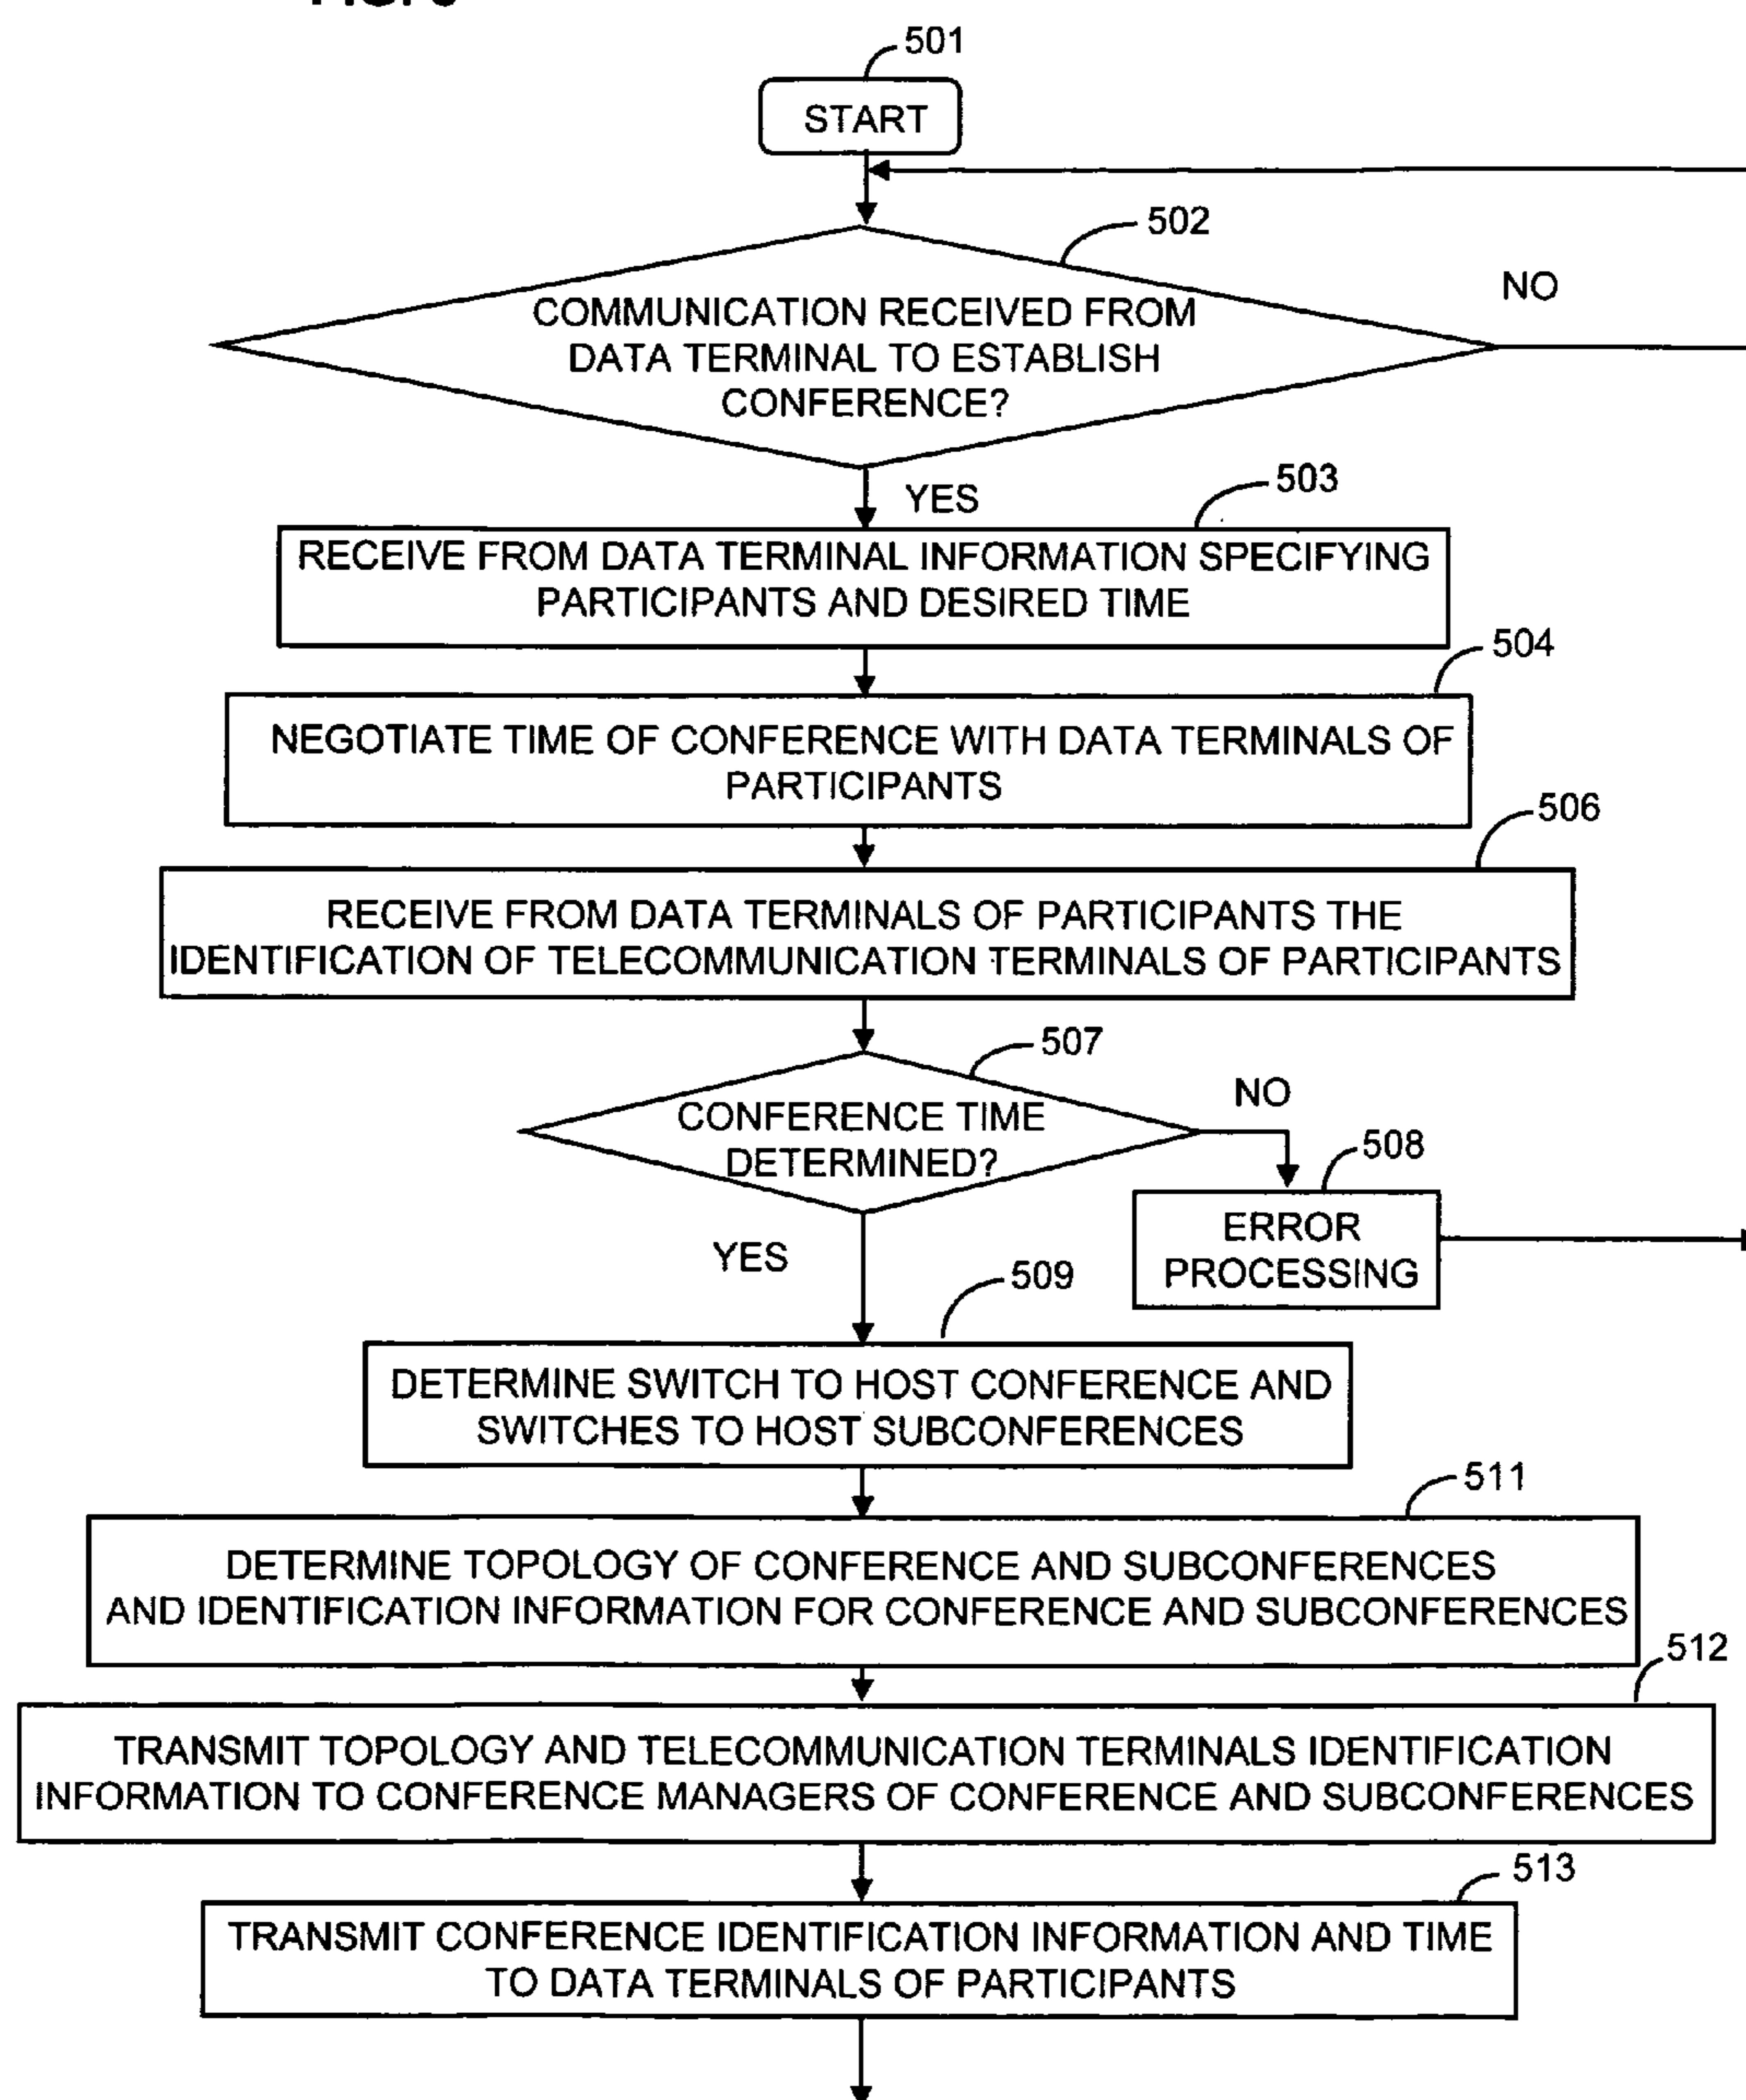 501
START
502
NO
COMMUNICATION RECEIVED FROM
DATA TERMINAL TO ESTABLISH
CONFERENCE?
YES
503
RECEIVE FROM DATA TERMINAL INFORMATION SPECIFYING
PARTICIPANTS AND DESIRED TIME
504
NEGOTIATE TIME OF CONFERENCE WITH DATA TERMINALS OF
PARTICIPANTS
506
RECEIVE FROM DATA TERMINALS OF PARTICIPANTS THE
IDENTIFICATION OF TELECOMMUNICATION TERMINALS OF PARTICIPANTS
507
NO
CONFERENCE TIME
DETERMINED?
508
ERROR
PROCESSING
YES
509
DETERMINE SWITCH TO HOST CONFERENCE AND
SWITCHES TO HOST SUBCONFERENCES
511
DETERMINE TOPOLOGY OF CONFERENCE AND SUBCONFERENCES
AND IDENTIFICATION INFORMATION FOR CONFERENCE AND SUBCONFERENCES
512
TRANSMIT TOPOLOGY AND TELECOMMUNICATION TERMINALS IDENTIFICATION
INFORMATION TO CONFERENCE MANAGERS OF CONFERENCE AND SUBCONFERENCES
513
TRANSMIT CONFERENCE IDENTIFICATION INFORMATION AND TIME
TO DATA TERMINALS OF PARTICIPANTS